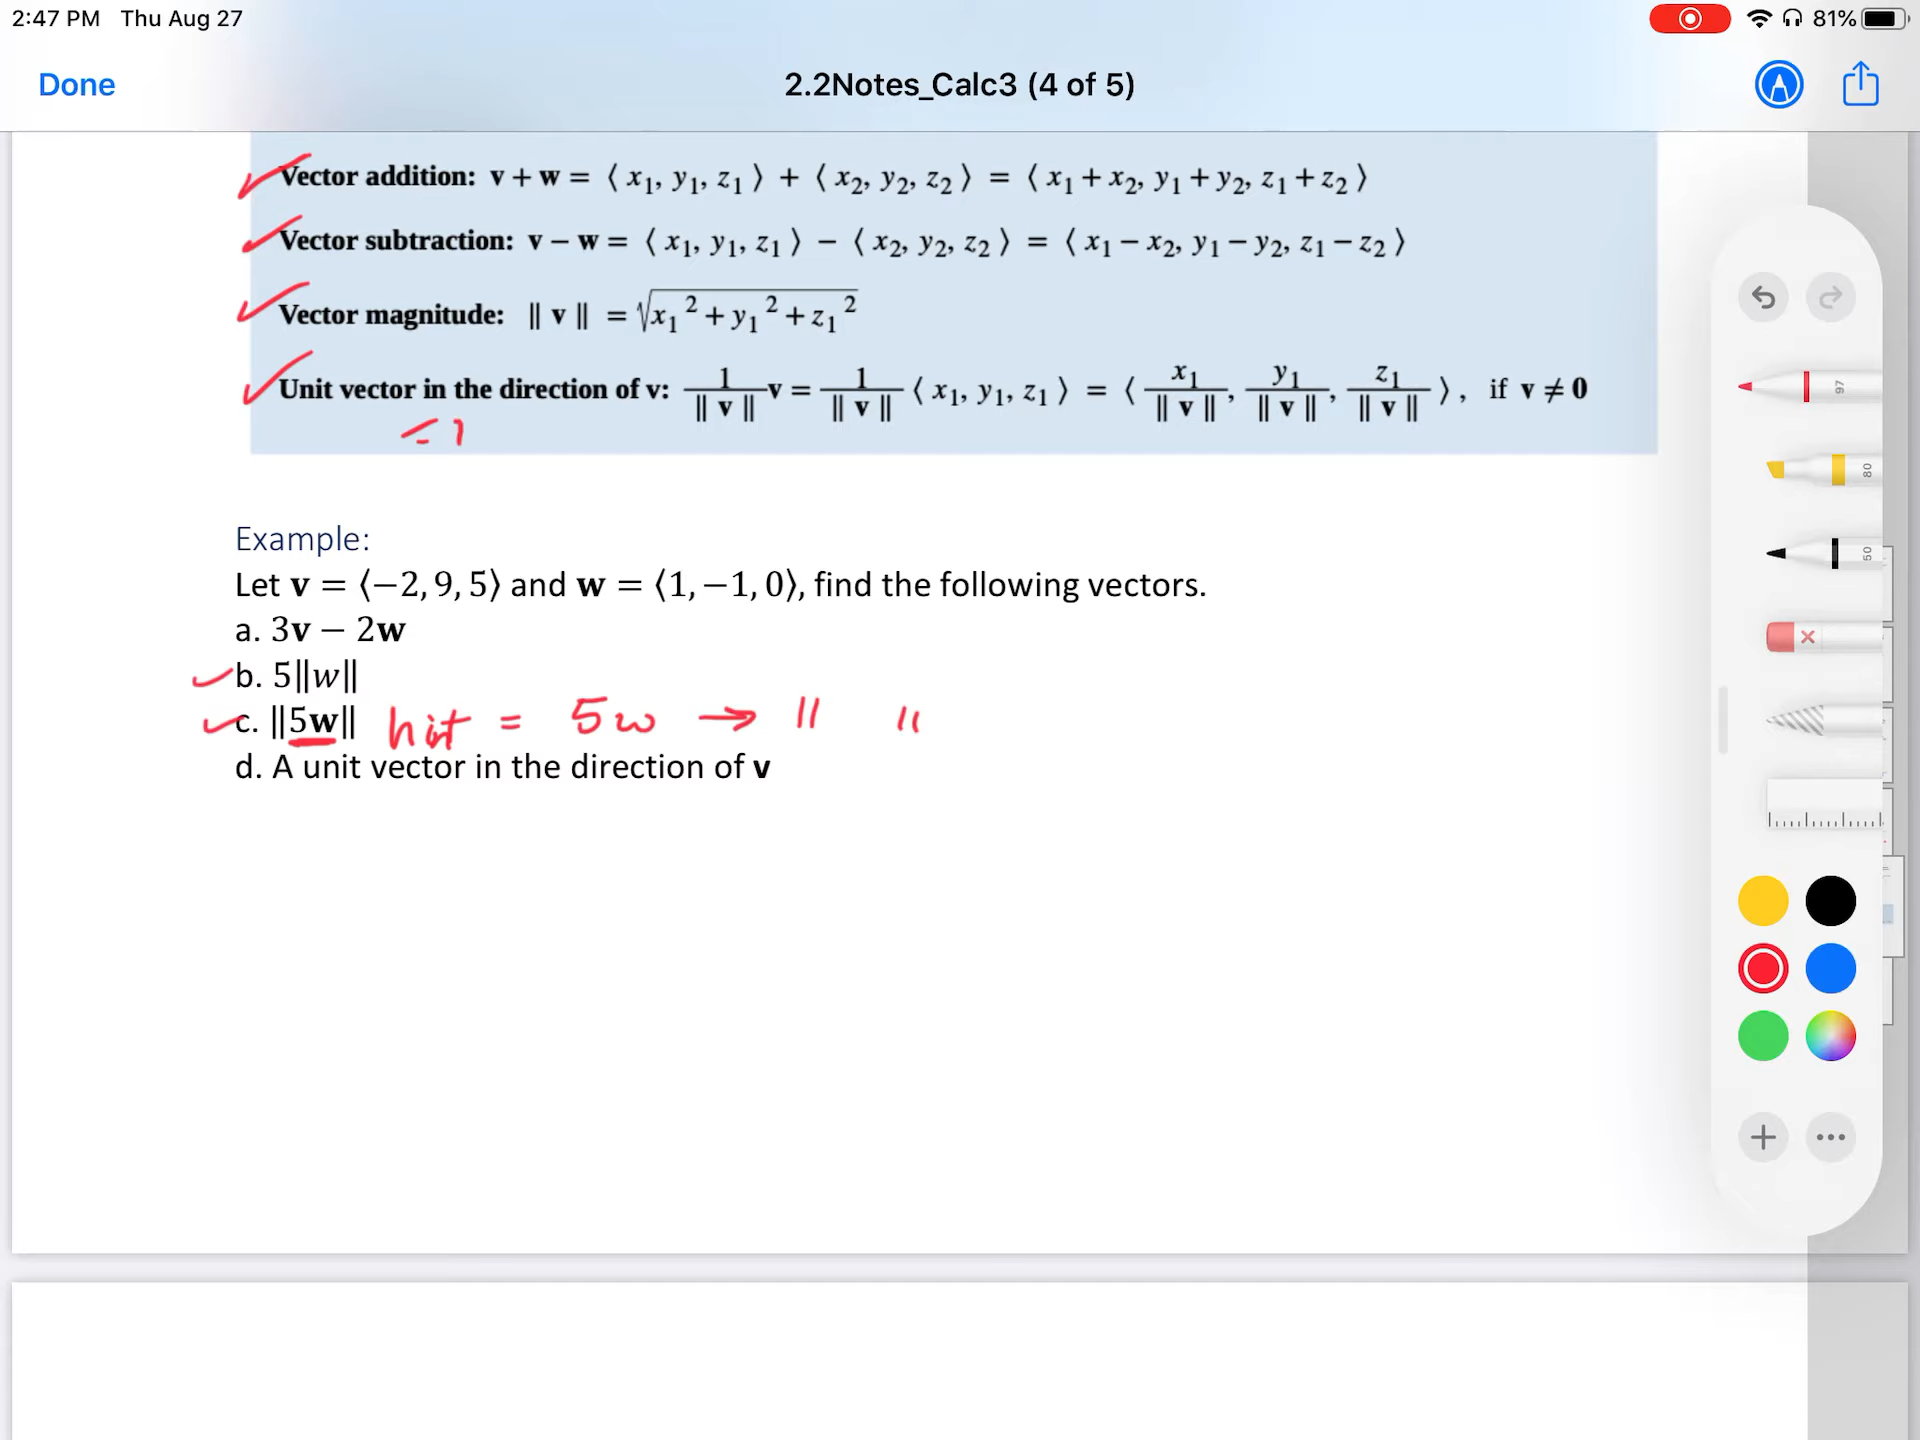 2:47 PM Thu Aug 27 81%
Done 2.2Notes_Calc3 (4 of 5)
Vector addition: v + w = ⟨ x₁, y₁, z₁ ⟩ + ⟨ x₂, y₂, z₂ ⟩ = ⟨ x₁ + x₂, y₁ + y₂, z₁ + z₂ ⟩
Vector subtraction: v − w = ⟨ x₁, y₁, z₁ ⟩ − ⟨ x₂, y₂, z₂ ⟩ = ⟨ x₁ − x₂, y₁ − y₂, z₁ − z₂ ⟩
Vector magnitude: ‖ v ‖ = √(x₁² + y₁² + z₁²)
Unit vector in the direction of v: 1/‖ v ‖ v = 1/‖ v ‖ ⟨ x₁, y₁, z₁ ⟩ = ⟨ x₁/‖ v ‖, y₁/‖ v ‖, z₁/‖ v ‖ ⟩, if v ≠ 0
= 1
Example:
Let v = ⟨−2, 9, 5⟩ and w = ⟨1, −1, 0⟩, find the following vectors.
a. 3v − 2w
b. 5‖w‖
c. ‖5w‖ hint = 5w → ‖ ‖
d. A unit vector in the direction of v
97
80
50